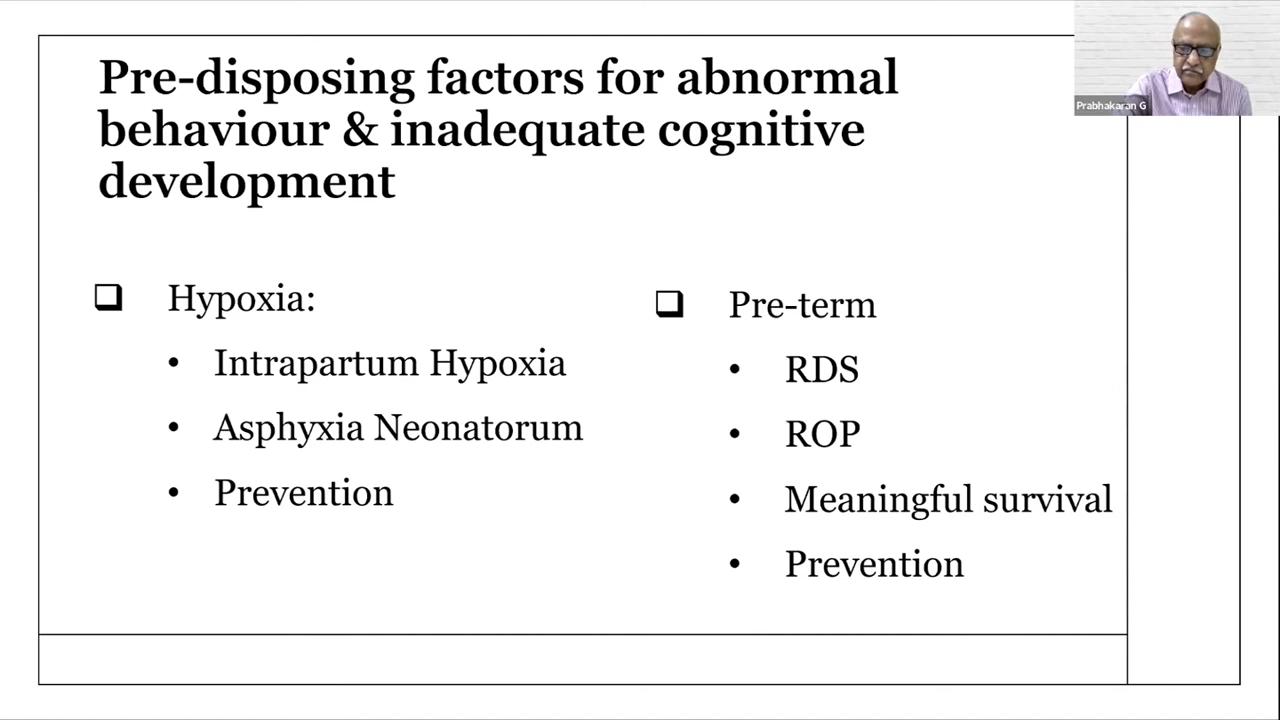 Pre-disposing factors for abnormal
behaviour & inadequate cognitive
development
Prabhakaran G
Hypoxia:
• Intrapartum Hypoxia
• Asphyxia Neonatorum
• Prevention
Pre-term
• RDS
• ROP
• Meaningful survival
• Prevention